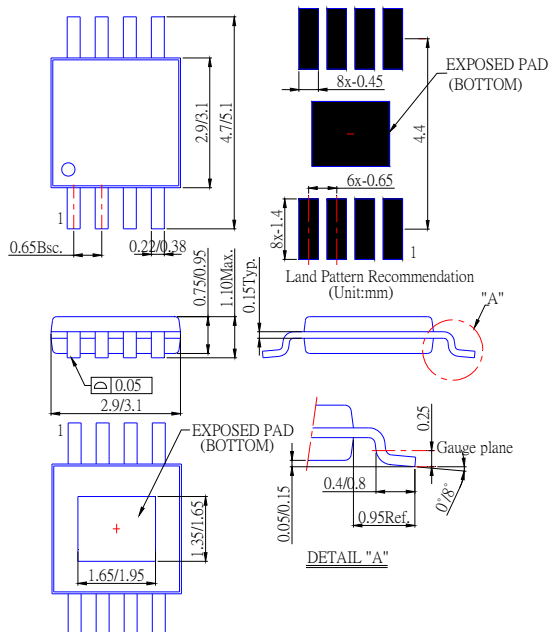 2.9/3.1
4.7/5.1
1
0.65Bsc.
0.22/0.38
8x-0.45
EXPOSED PAD
(BOTTOM)
4.4
6x-0.65
8x-1.4
1
Land Pattern Recommendation
(Unit:mm)
0.75/0.95
1.10Max.
D 0.05
2.9/3.1
0.15Typ.
"A"
1
EXPOSED PAD
(BOTTOM)
1.35/1.65
1.65/1.95
0.25
Gauge plane
0.4/0.8
0.05/0.15
0.95Ref.
0°/8°
DETAIL "A"